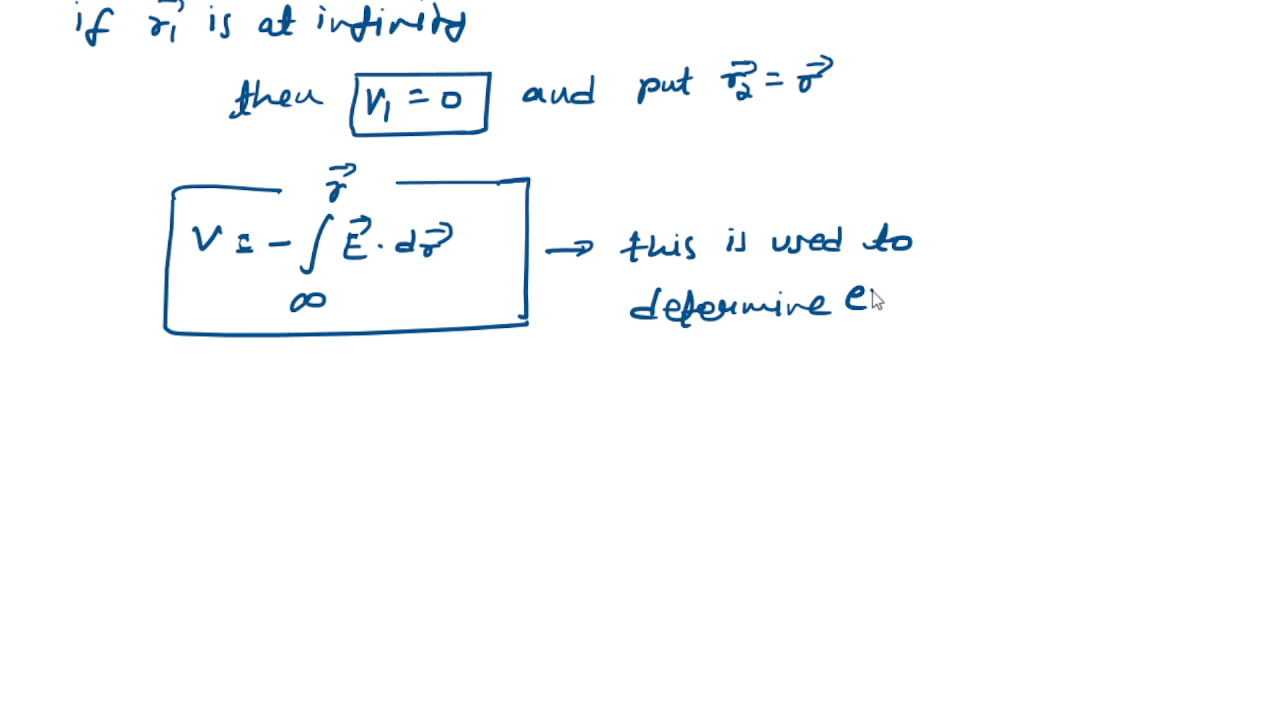 if r⃗₁ is at infinity
then V₁ = 0 and put r⃗₂ = r⃗
V = - ∫_∞^r⃗ E⃗ · dr⃗ → this is used to
determine e